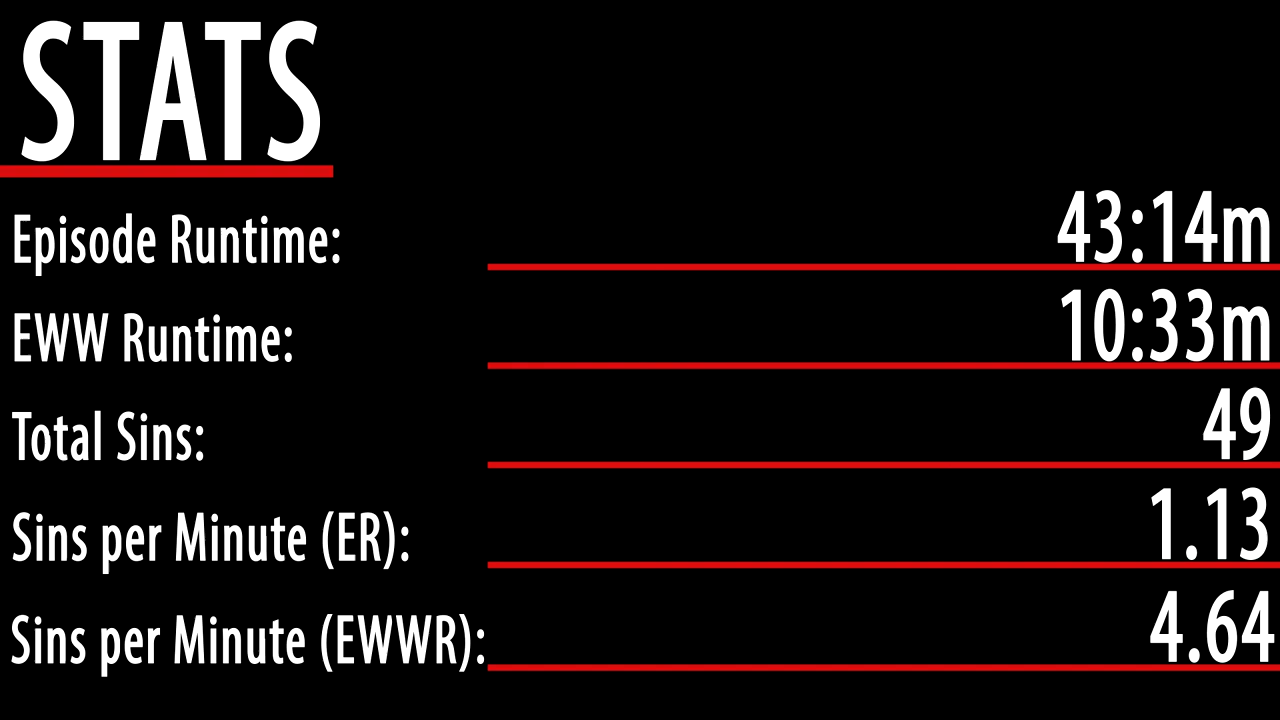 STATS
Episode Runtime: 43:14m
EWW Runtime: 10:33m
Total Sins: 49
Sins per Minute (ER): 1.13
Sins per Minute (EWWR): 4.64